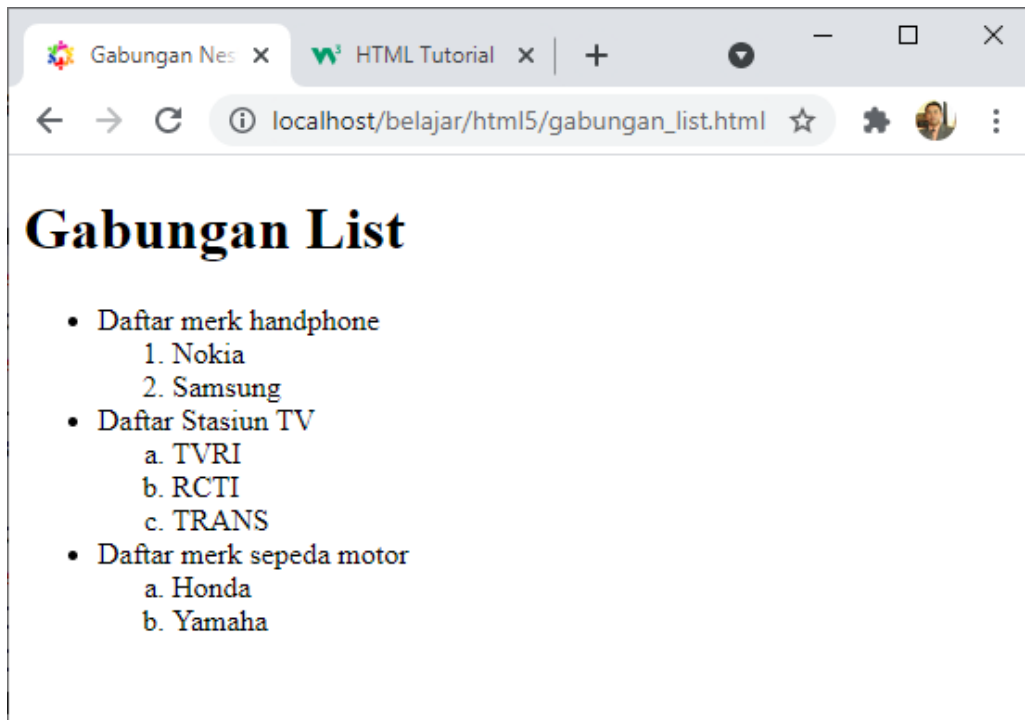 Gabungan Nes
HTML Tutorial
localhost/belajar/html5/gabungan_list.html
Gabungan List
• Daftar merk handphone
1. Nokia
2. Samsung
• Daftar Stasiun TV
a. TVRI
b. RCTI
c. TRANS
• Daftar merk sepeda motor
a. Honda
b. Yamaha